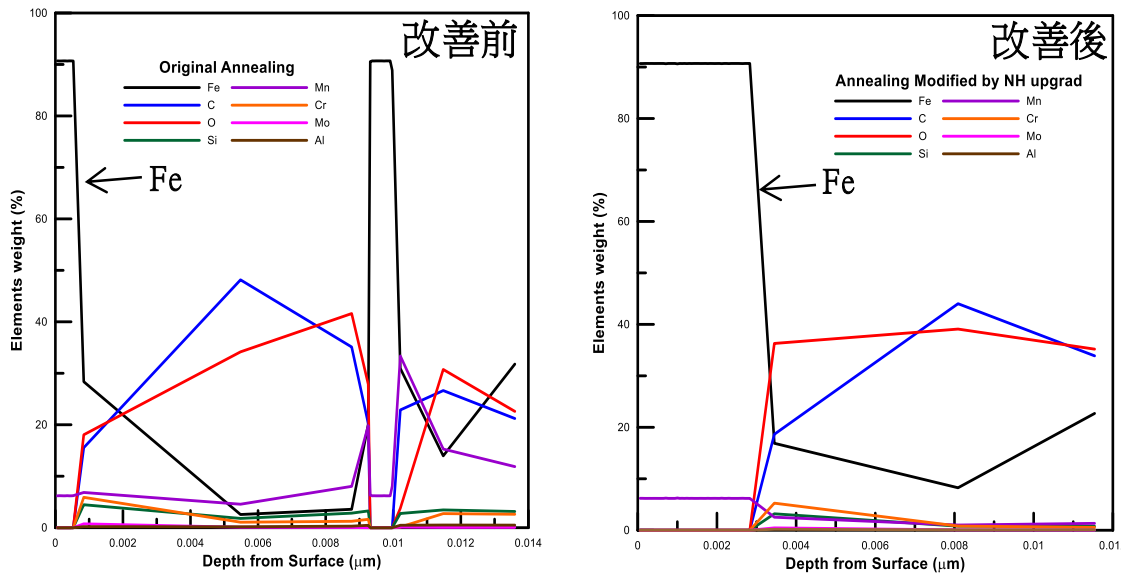 改善前
Original Annealing
Fe Mn
C Cr
O Mo
Si Al
Fe
100
80
60
40
20
0
Elements weight (%)
0 0.002 0.004 0.006 0.008 0.01 0.012 0.014
Depth from Surface (μm)
改善後
Annealing Modified by NH upgrad
Fe Mn
C Cr
O Mo
Si Al
Fe
100
80
60
40
20
0
Elements weight (%)
0 0.002 0.004 0.006 0.008 0.01 0.01
Depth from Surface (μm)